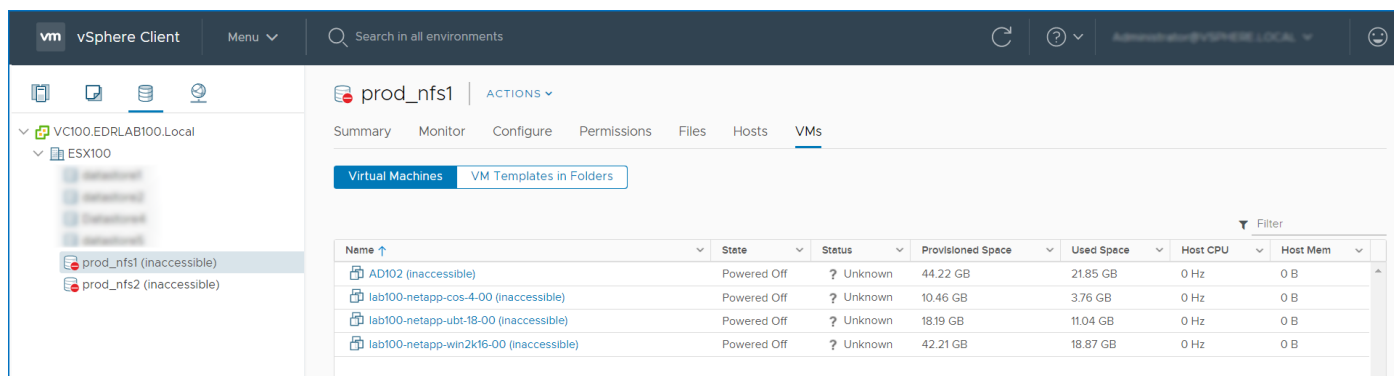 vm vSphere Client Menu Search in all environments
prod_nfs1 ACTIONS
Summary Monitor Configure Permissions Files Hosts VMs
VC100.EDRLAB100.Local
ESX100
prod_nfs1 (inaccessible)
prod_nfs2 (inaccessible)
Virtual Machines VM Templates in Folders
Filter
Name State Status Provisioned Space Used Space Host CPU Host Mem
AD102 (inaccessible) Powered Off ? Unknown 44.22 GB 21.85 GB 0 Hz 0 B
lab100-netapp-cos-4-00 (inaccessible) Powered Off ? Unknown 10.46 GB 3.76 GB 0 Hz 0 B
lab100-netapp-ubt-18-00 (inaccessible) Powered Off ? Unknown 18.19 GB 11.04 GB 0 Hz 0 B
lab100-netapp-win2k16-00 (inaccessible) Powered Off ? Unknown 42.21 GB 18.87 GB 0 Hz 0 B